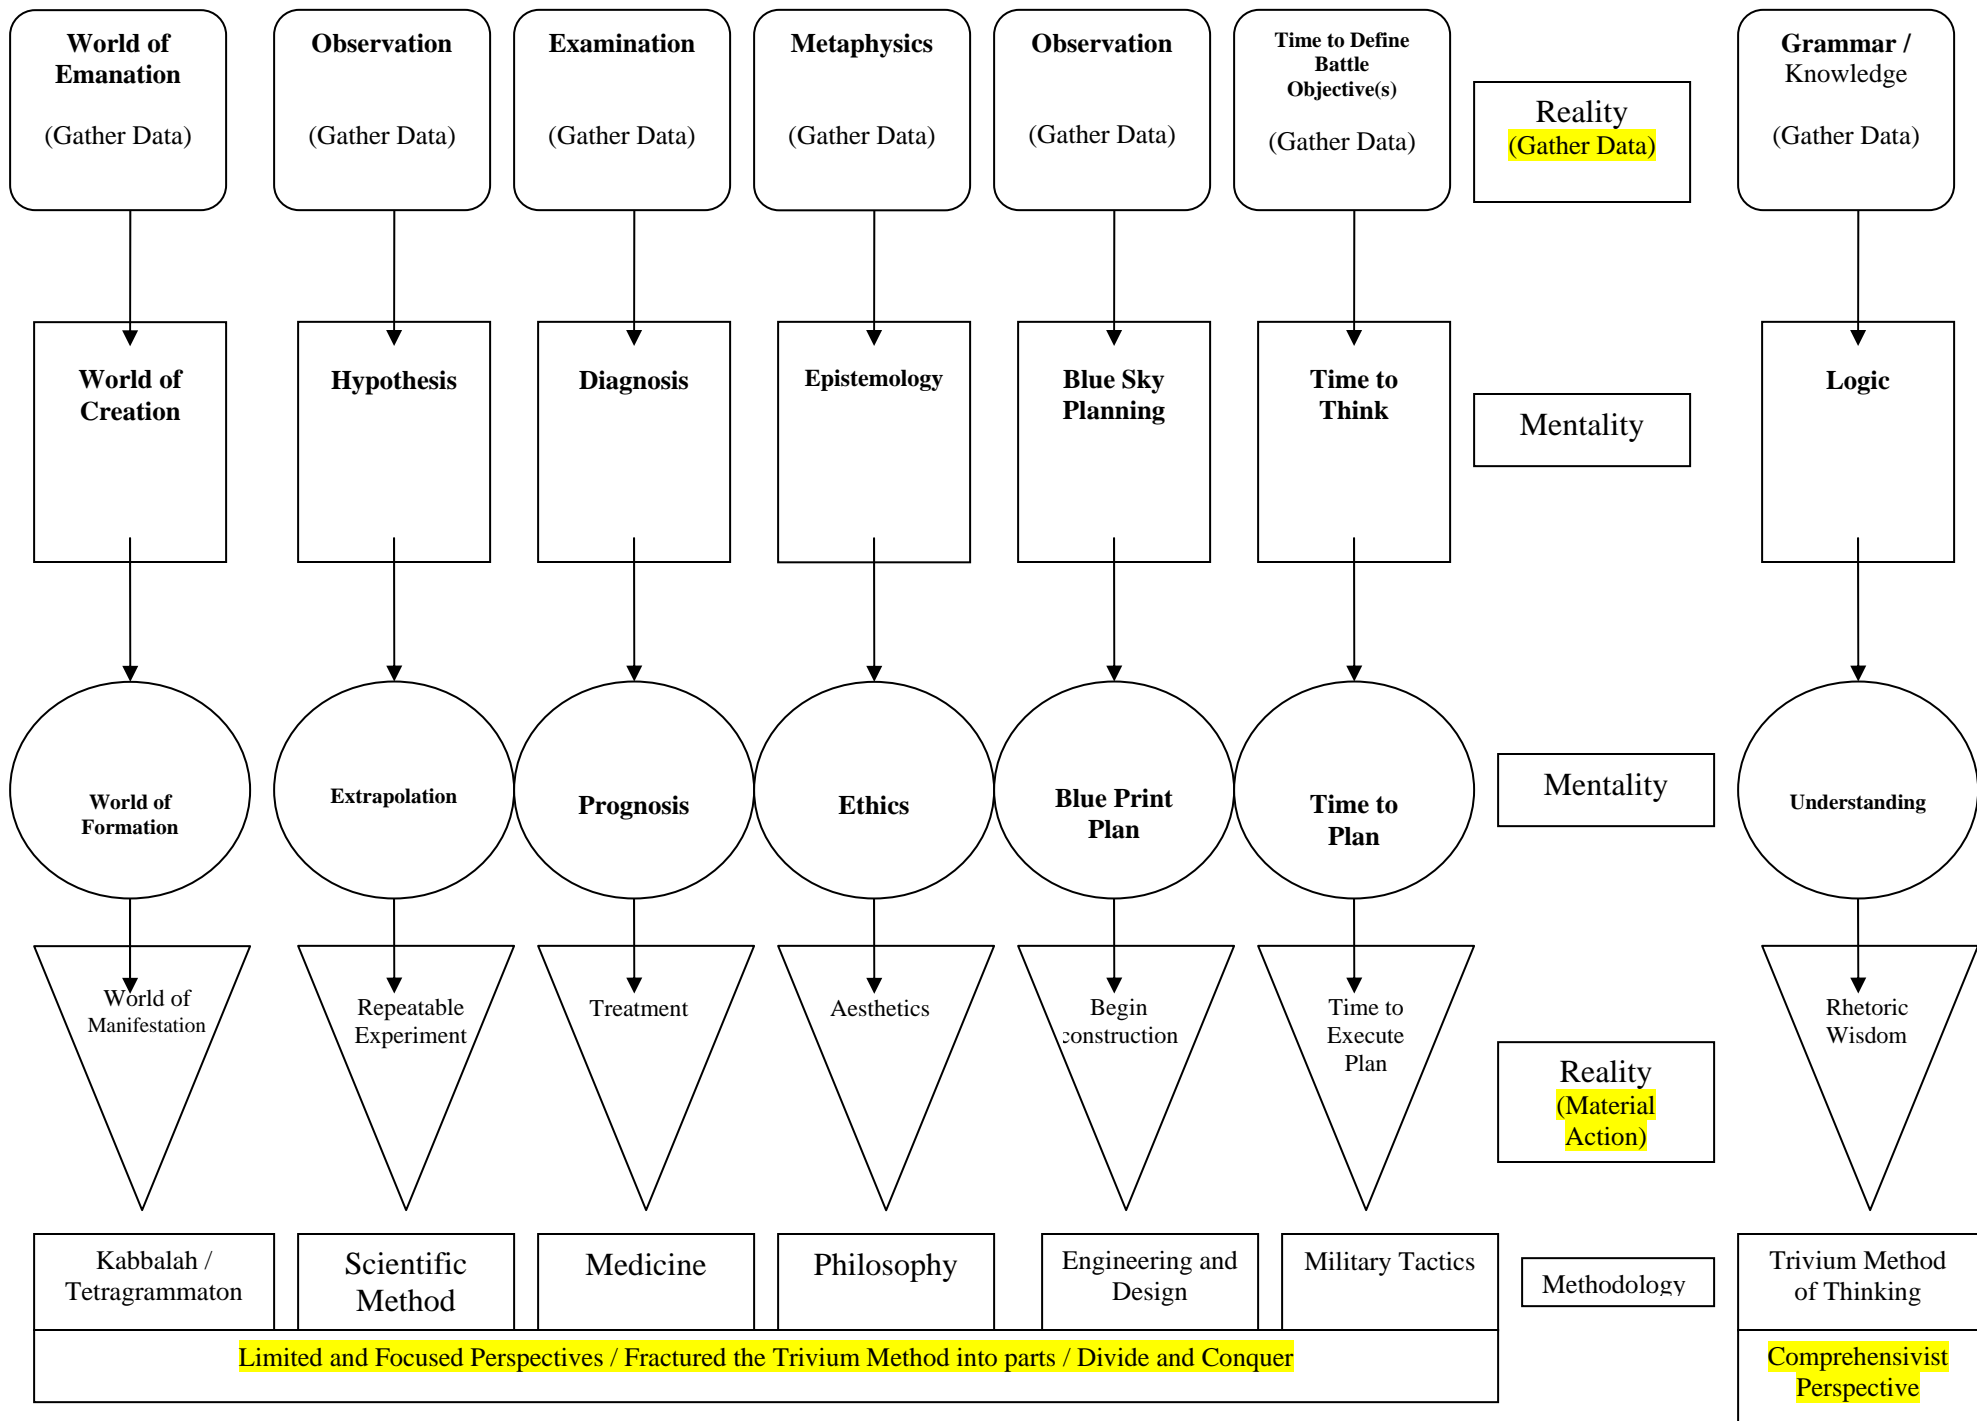 World of
Emanation
(Gather Data)
Observation
(Gather Data)
Examination
(Gather Data)
Metaphysics
(Gather Data)
Observation
(Gather Data)
Time to Define
Battle
Objective(s)
(Gather Data)
Reality
(Gather Data)
Grammar /
Knowledge
(Gather Data)
World of
Creation
Hypothesis
Diagnosis
Epistemology
Blue Sky
Planning
Time to
Think
Mentality
Logic
World of
Formation
Extrapolation
Prognosis
Ethics
Blue Print
Plan
Time to
Plan
Mentality
Understanding
World of
Manifestation
Repeatable
Experiment
Treatment
Aesthetics
Begin
construction
Time to
Execute
Plan
Reality
(Material
Action)
Rhetoric
Wisdom
Kabbalah /
Tetragrammaton
Scientific
Method
Medicine
Philosophy
Engineering and
Design
Military Tactics
Methodology
Trivium Method
of Thinking
Limited and Focused Perspectives / Fractured the Trivium Method into parts / Divide and Conquer
Comprehensivist
Perspective